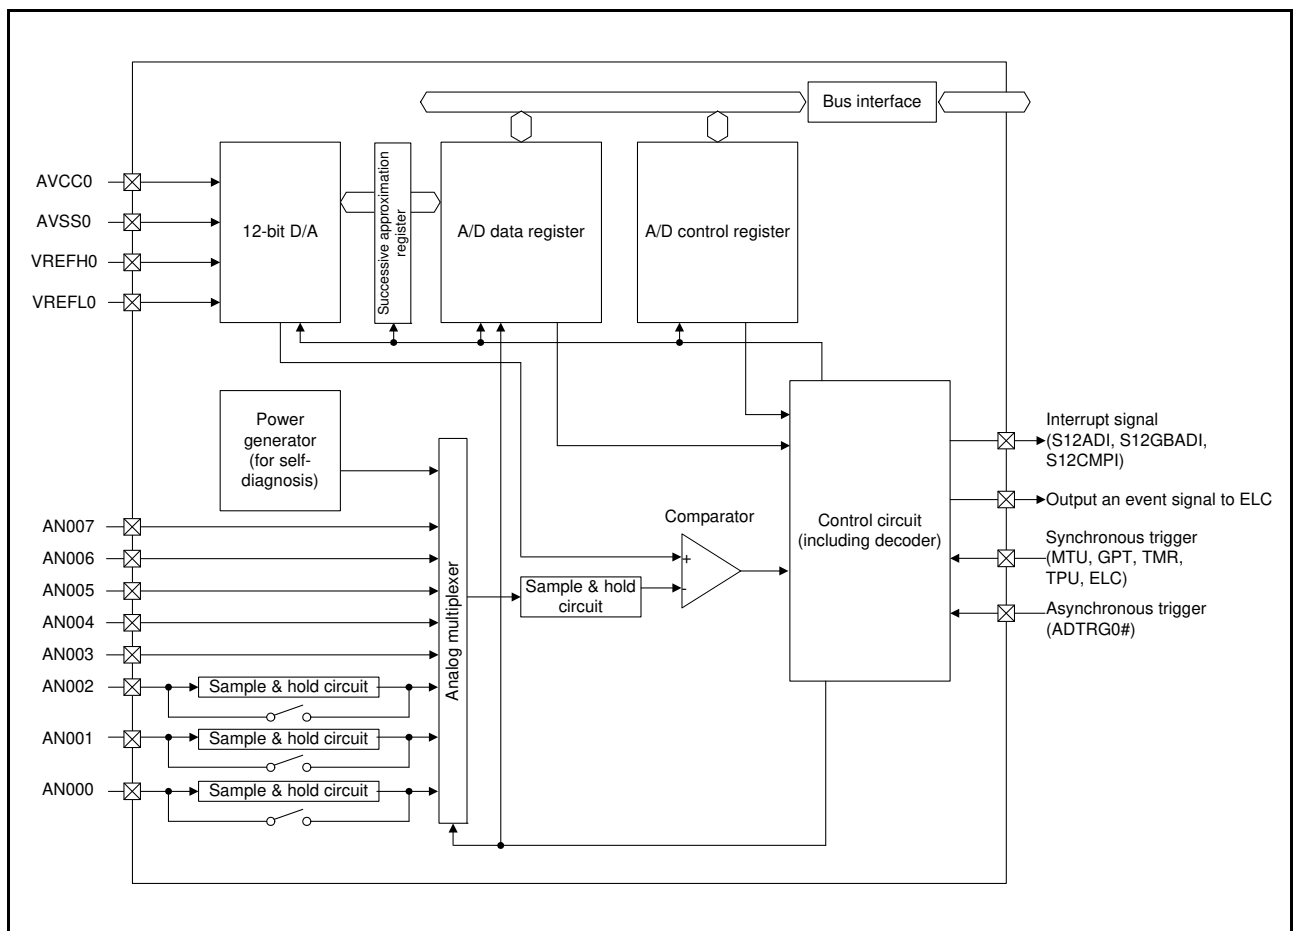 Bus interface
AVCC0
AVSS0
VREFH0
VREFL0
12-bit D/A
Successive approximation
register
A/D data register
A/D control register
Power
generator
(for self-
diagnosis)
AN007
AN006
AN005
AN004
AN003
AN002
AN001
AN000
Sample & hold circuit
Sample & hold circuit
Sample & hold circuit
Analog multiplexer
Sample & hold
circuit
Comparator
+
-
Control circuit
(including decoder)
Interrupt signal
(S12ADI, S12GBADI,
S12CMPI)
Output an event signal to ELC
Synchronous trigger
(MTU, GPT, TMR,
TPU, ELC)
Asynchronous trigger
(ADTRG0#)